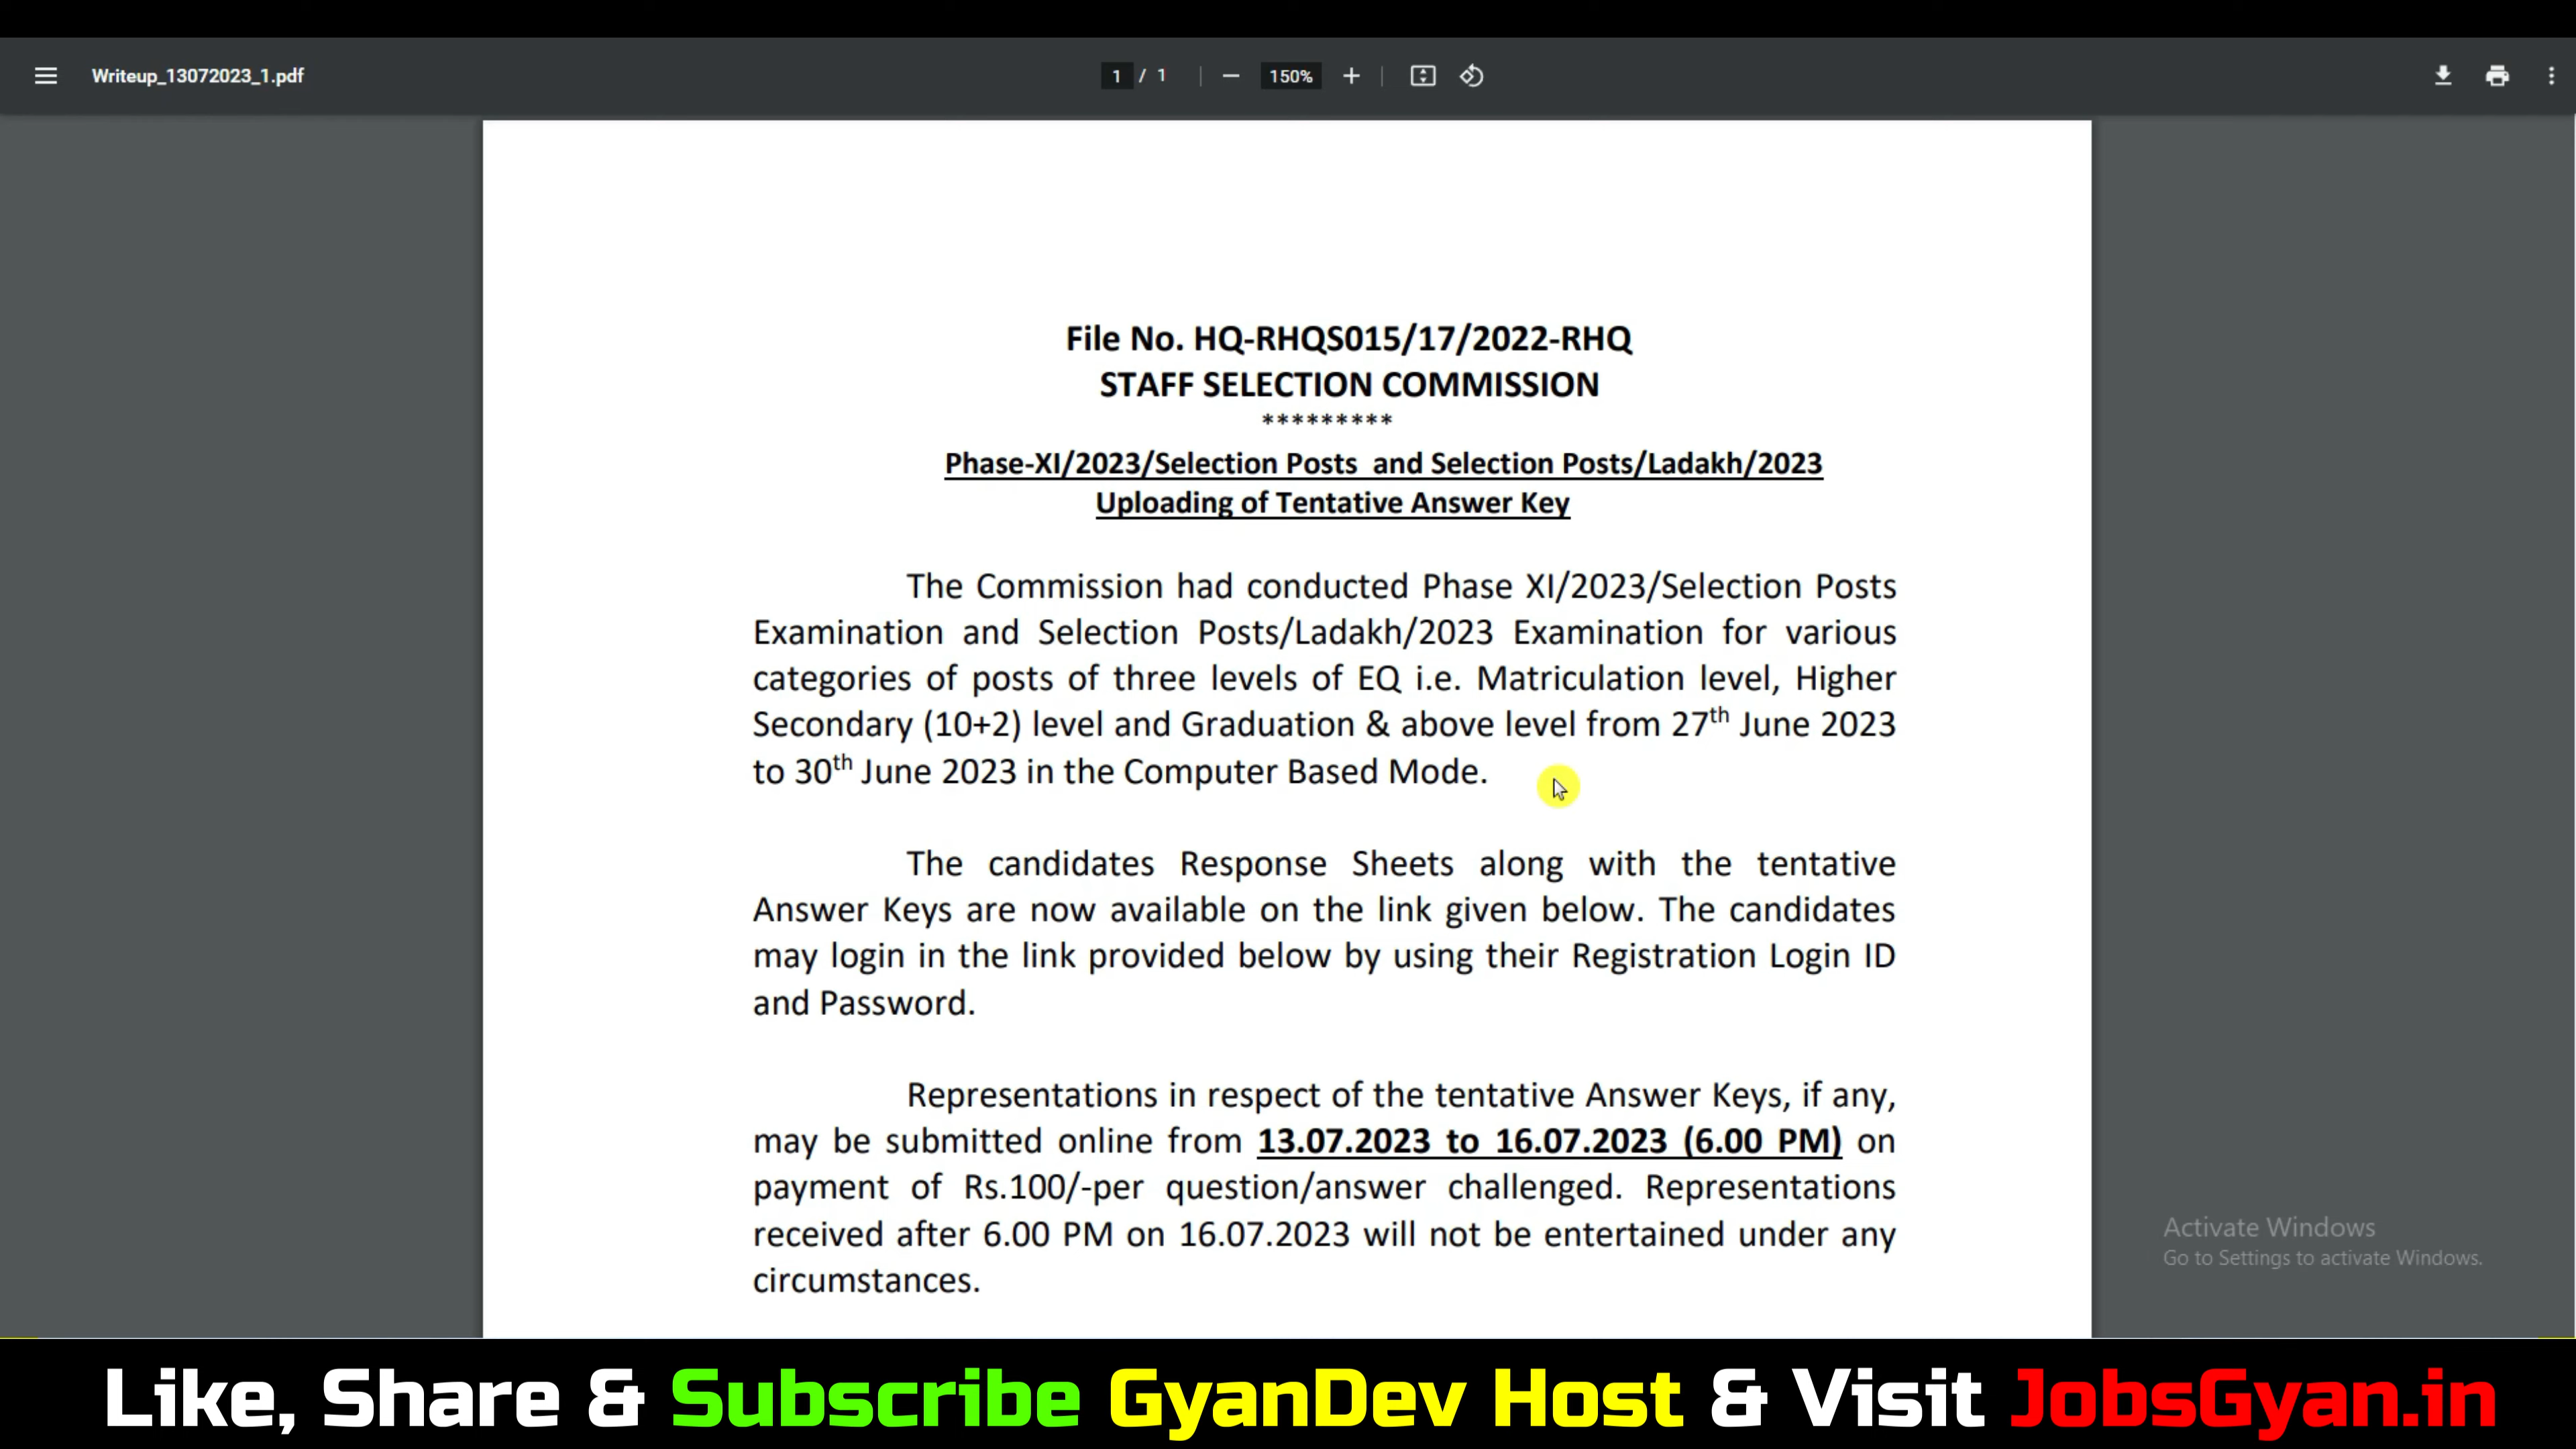 Writeup_13072023_1.pdf
1 / 1
150%
File No. HQ-RHQS015/17/2022-RHQ
STAFF SELECTION COMMISSION
*********
Phase-XI/2023/Selection Posts and Selection Posts/Ladakh/2023
Uploading of Tentative Answer Key
The Commission had conducted Phase XI/2023/Selection Posts
Examination and Selection Posts/Ladakh/2023 Examination for various
categories of posts of three levels of EQ i.e. Matriculation level, Higher
Secondary (10+2) level and Graduation & above level from 27th June 2023
to 30th June 2023 in the Computer Based Mode.
The candidates Response Sheets along with the tentative
Answer Keys are now available on the link given below. The candidates
may login in the link provided below by using their Registration Login ID
and Password.
Representations in respect of the tentative Answer Keys, if any,
may be submitted online from 13.07.2023 to 16.07.2023 (6.00 PM) on
payment of Rs.100/-per question/answer challenged. Representations
received after 6.00 PM on 16.07.2023 will not be entertained under any
circumstances.
Activate Windows
Go to Settings to activate Windows.
Like, Share & Subscribe GyanDev Host & Visit JobsGyan.in